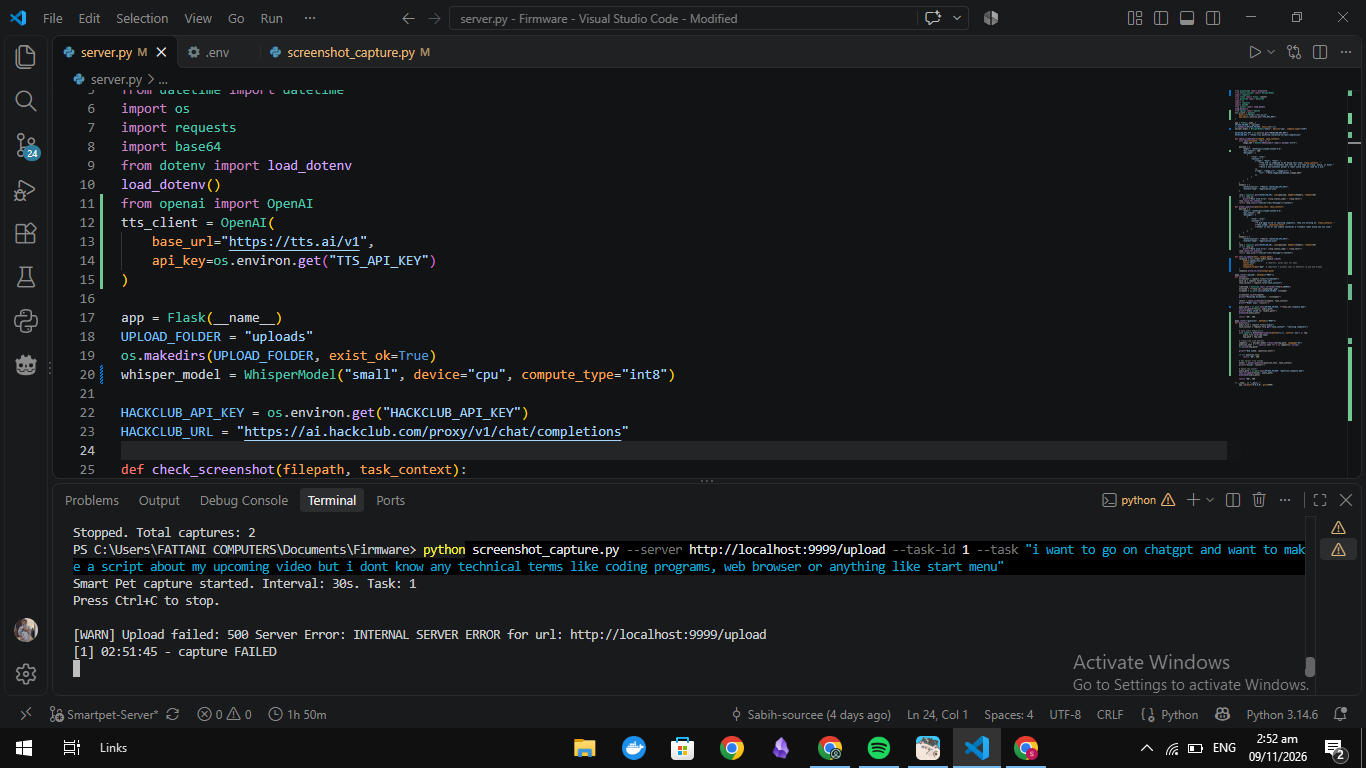 File Edit Selection View Go Run ··· server.py - Firmware - Visual Studio Code - Modified
server.py M .env screenshot_capture.py M
server.py > ...
5 from datetime import datetime
6 import os
7 import requests
8 import base64
9 from dotenv import load_dotenv
10 load_dotenv()
11 from openai import OpenAI
12 tts_client = OpenAI(
13 base_url="https://tts.ai/v1",
14 api_key=os.environ.get("TTS_API_KEY")
15 )
16
17 app = Flask(__name__)
18 UPLOAD_FOLDER = "uploads"
19 os.makedirs(UPLOAD_FOLDER, exist_ok=True)
20 whisper_model = WhisperModel("small", device="cpu", compute_type="int8")
21
22 HACKCLUB_API_KEY = os.environ.get("HACKCLUB_API_KEY")
23 HACKCLUB_URL = "https://ai.hackclub.com/proxy/v1/chat/completions"
24
25 def check_screenshot(filepath, task_context):
24
Problems Output Debug Console Terminal Ports python
Stopped. Total captures: 2
PS C:\Users\FATTANI COMPUTERS\Documents\Firmware> python screenshot_capture.py --server http://localhost:9999/upload --task-id 1 --task "i want to go on chatgpt and want to mak
e a script about my upcoming video but i dont know any technical terms like coding programs, web browser or anything like start menu"
Smart Pet capture started. Interval: 30s. Task: 1
Press Ctrl+C to stop.
[WARN] Upload failed: 500 Server Error: INTERNAL SERVER ERROR for url: http://localhost:9999/upload
[1] 02:51:45 - capture FAILED
Activate Windows
Go to Settings to activate Windows.
Smartpet-Server* 0 0 1h 50m Sabih-sourcee (4 days ago) Ln 24, Col 1 Spaces: 4 UTF-8 CRLF {} Python Python 3.14.6
Links ENG 2:52 am
09/11/2026 2